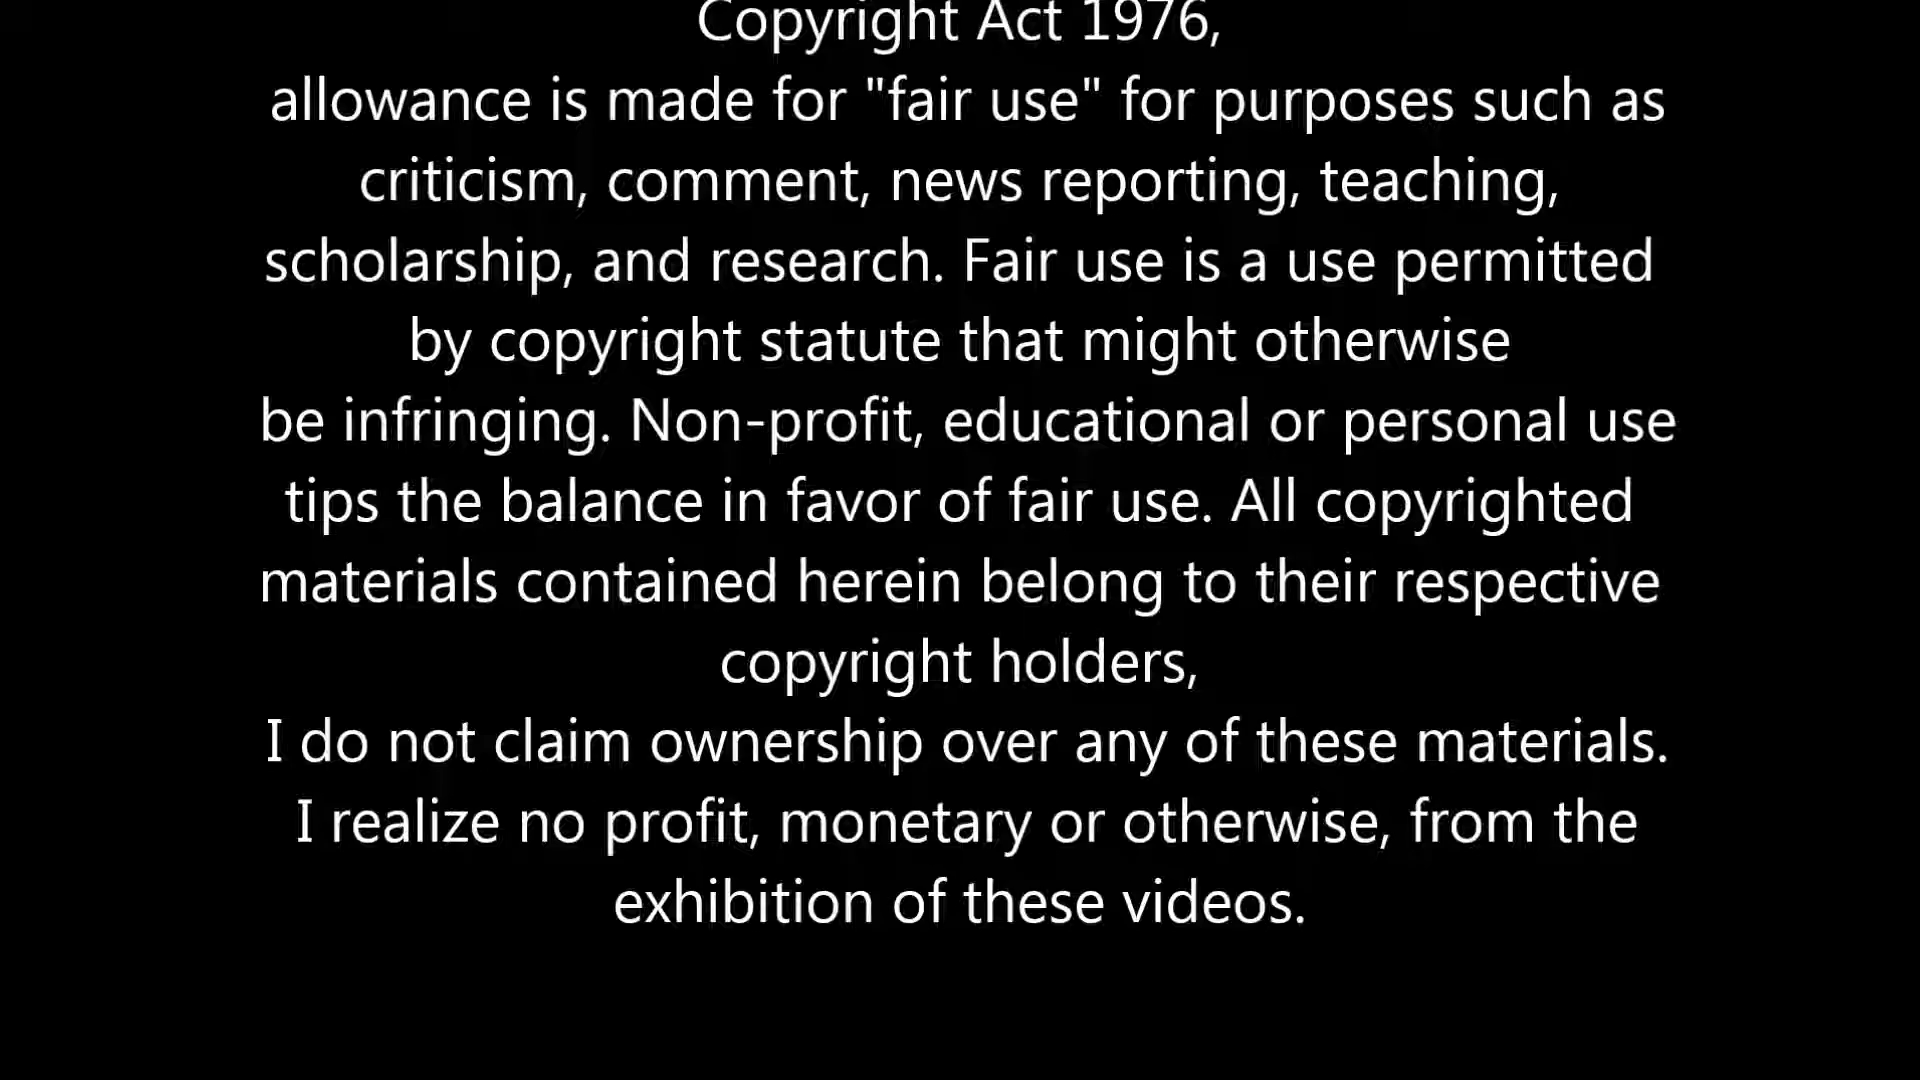 Copyright Act 1976,
allowance is made for "fair use" for purposes such as
criticism, comment, news reporting, teaching,
scholarship, and research. Fair use is a use permitted
by copyright statute that might otherwise
be infringing. Non-profit, educational or personal use
tips the balance in favor of fair use. All copyrighted
materials contained herein belong to their respective
copyright holders,
I do not claim ownership over any of these materials.
I realize no profit, monetary or otherwise, from the
exhibition of these videos.